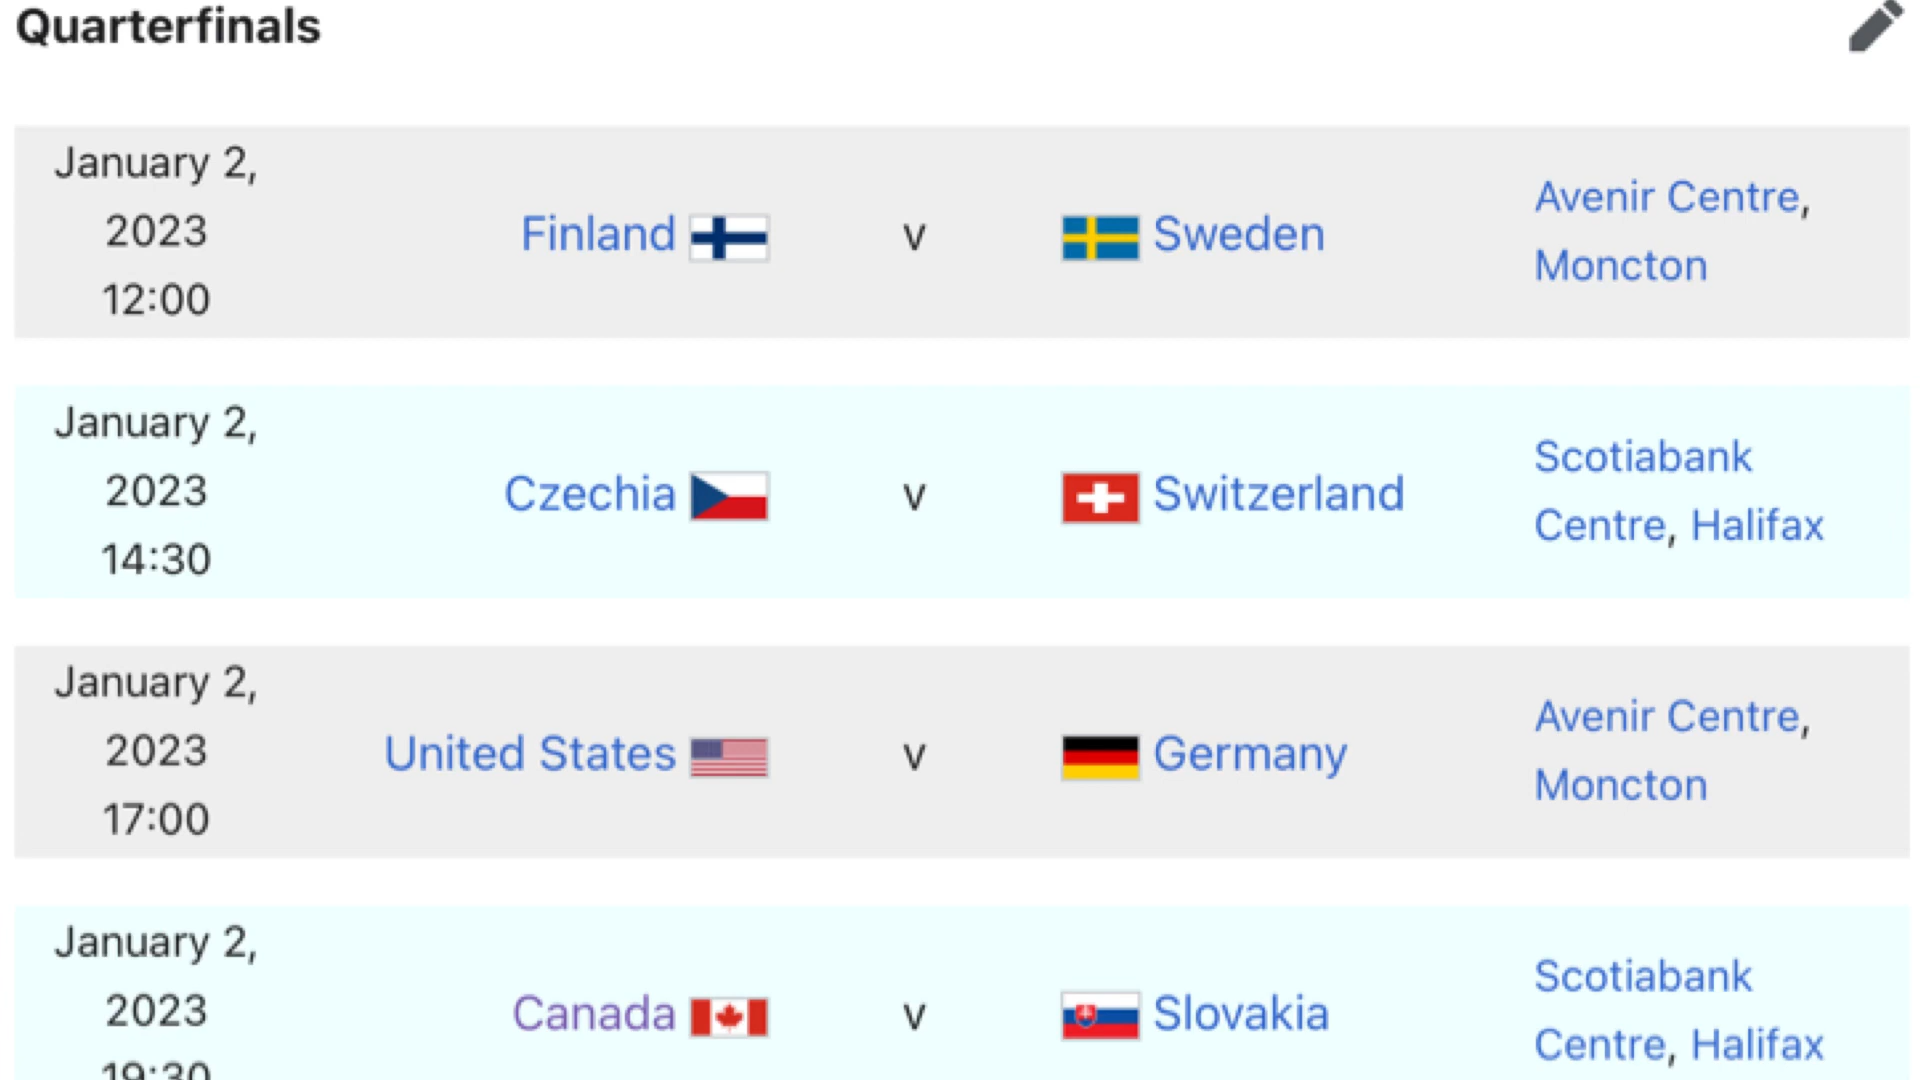 Quarterfinals
January 2,
2023
12:00
Finland v Sweden
Avenir Centre,
Moncton
January 2,
2023
14:30
Czechia v Switzerland
Scotiabank
Centre, Halifax
January 2,
2023
17:00
United States v Germany
Avenir Centre,
Moncton
January 2,
2023
19:30
Canada v Slovakia
Scotiabank
Centre, Halifax